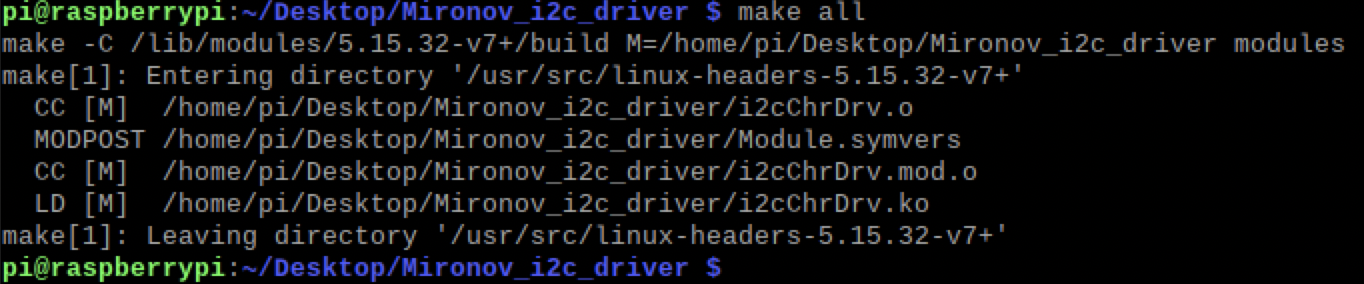 pi@raspberrypi:~/Desktop/Mironov_i2c_driver $ make all
make -C /lib/modules/5.15.32-v7+/build M=/home/pi/Desktop/Mironov_i2c_driver modules
make[1]: Entering directory '/usr/src/linux-headers-5.15.32-v7+'
  CC [M]  /home/pi/Desktop/Mironov_i2c_driver/i2cChrDrv.o
  MODPOST /home/pi/Desktop/Mironov_i2c_driver/Module.symvers
  CC [M]  /home/pi/Desktop/Mironov_i2c_driver/i2cChrDrv.mod.o
  LD [M]  /home/pi/Desktop/Mironov_i2c_driver/i2cChrDrv.ko
make[1]: Leaving directory '/usr/src/linux-headers-5.15.32-v7+'
pi@raspberrypi:~/Desktop/Mironov_i2c_driver $